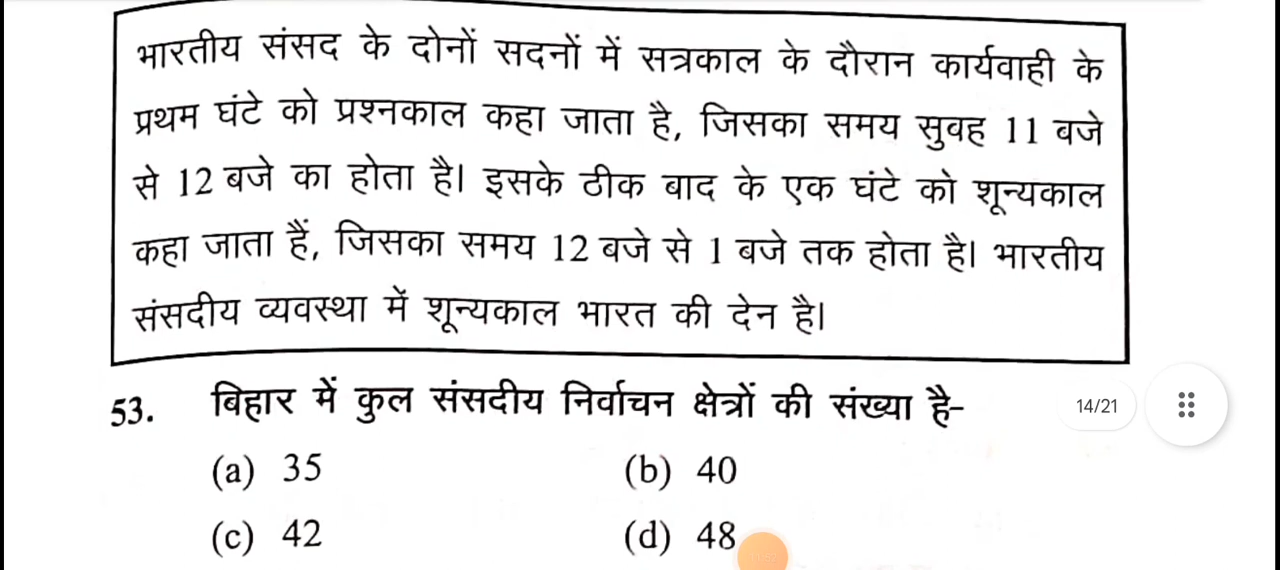 भारतीय संसद के दोनों सदनों में सत्रकाल के दौरान कार्यवाही के
प्रथम घंटे को प्रश्नकाल कहा जाता है, जिसका समय सुवह 11 बजे
से 12 बजे का होता है। इसके ठीक बाद के एक घंटे को शून्यकाल
कहा जाता हैं, जिसका समय 12 बजे से 1 बजे तक होता है। भारतीय
संसदीय व्यवस्था में शून्यकाल भारत की देन है।
53. बिहार में कुल संसदीय निर्वाचन क्षेत्रों की संख्या है-
14/21
(a) 35 (b) 40
(c) 42 (d) 48